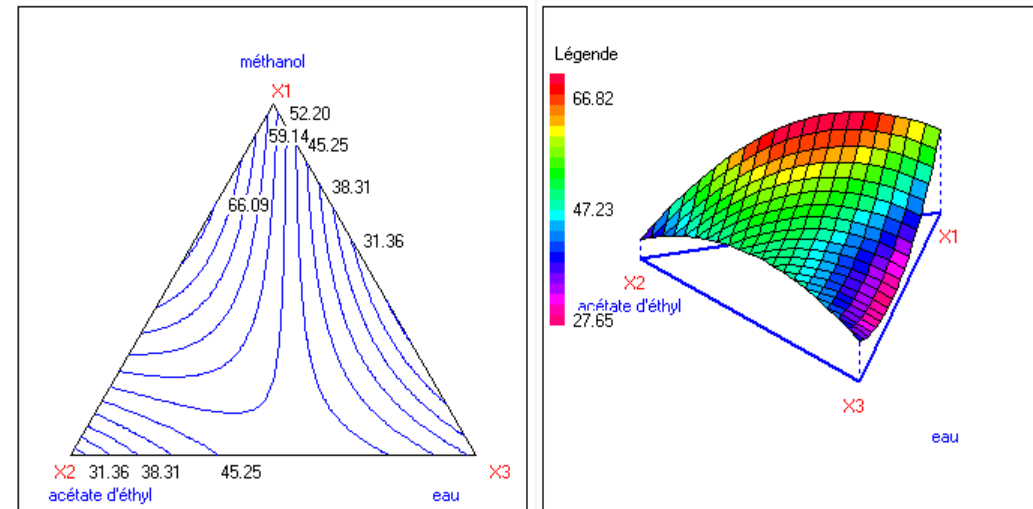 méthanol
X1
52.20
59.14
45.25
38.31
66.09
31.36
X2 31.36 38.31 45.25 X3
acétate d'éthyl eau
Légende
66.82
47.23
27.65
X1
X2
acétate d'éthyl
X3
eau